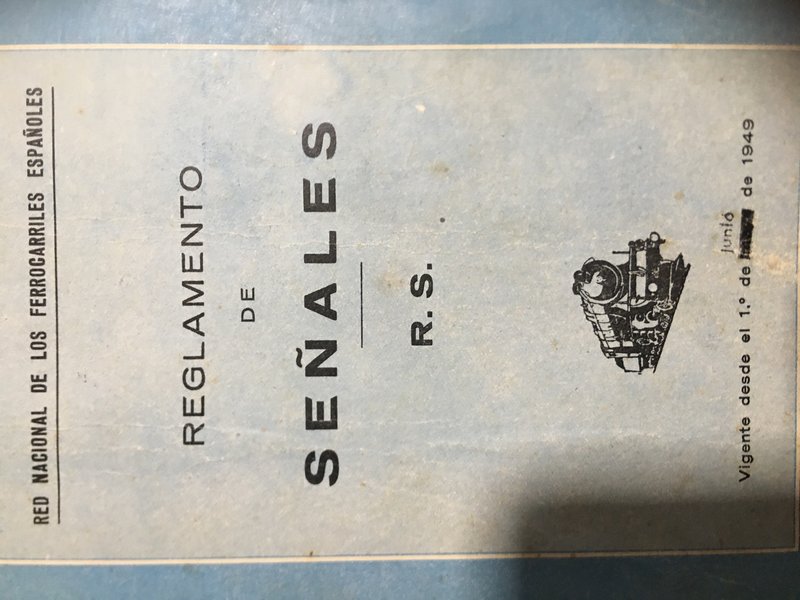 RED NACIONAL DE LOS FERROCARRILES ESPAÑOLES
REGLAMENTO
DE
SEÑALES
R. S.
junio
Vigente desde el 1.º de de 1949